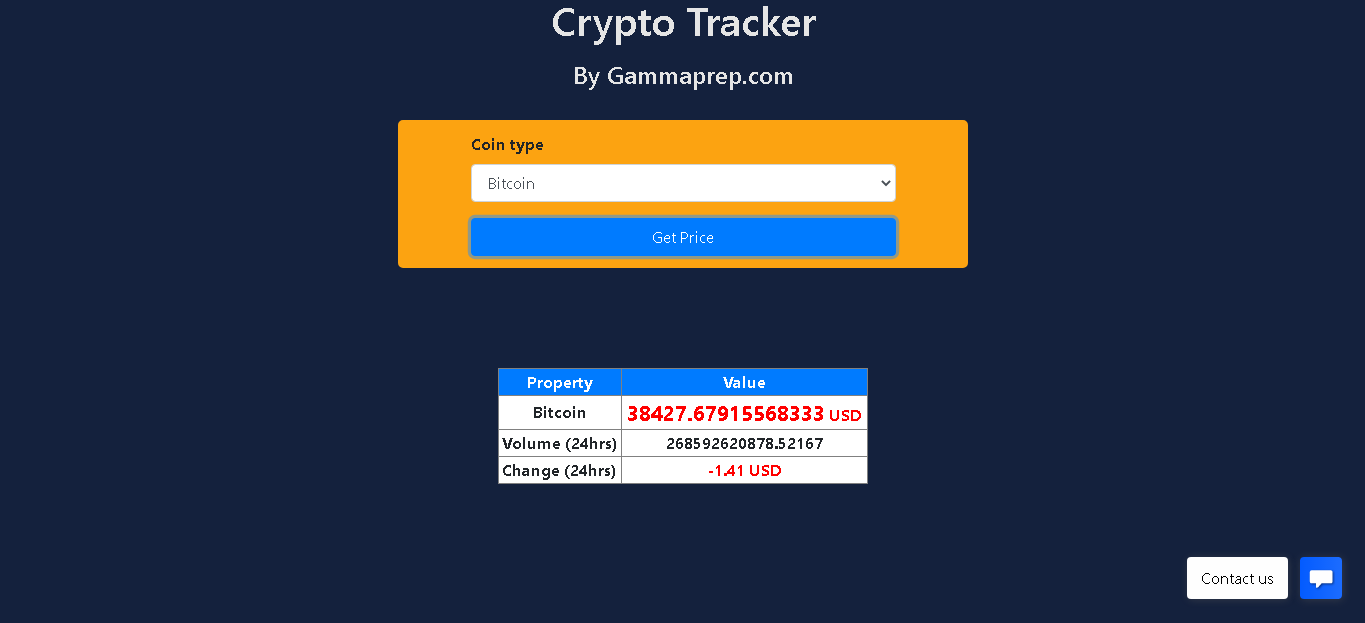 Crypto Tracker
By Gammaprep.com
Coin type
Bitcoin
Get Price
Property Value
Bitcoin 38427.67915568333 USD
Volume (24hrs) 268592620878.52167
Change (24hrs) -1.41 USD
Contact us